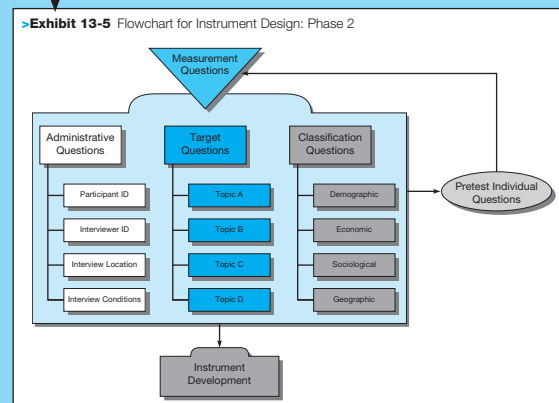 >Exhibit 13-5 Flowchart for Instrument Design: Phase 2
Measurement
Questions
Administrative
Questions
Target
Questions
Classification
Questions
Participant ID
Topic A
Demographic
Pretest Individual
Questions
Interviewer ID
Topic B
Economic
Interview Location
Topic C
Sociological
Interview Conditions
Topic D
Geographic
Instrument
Development